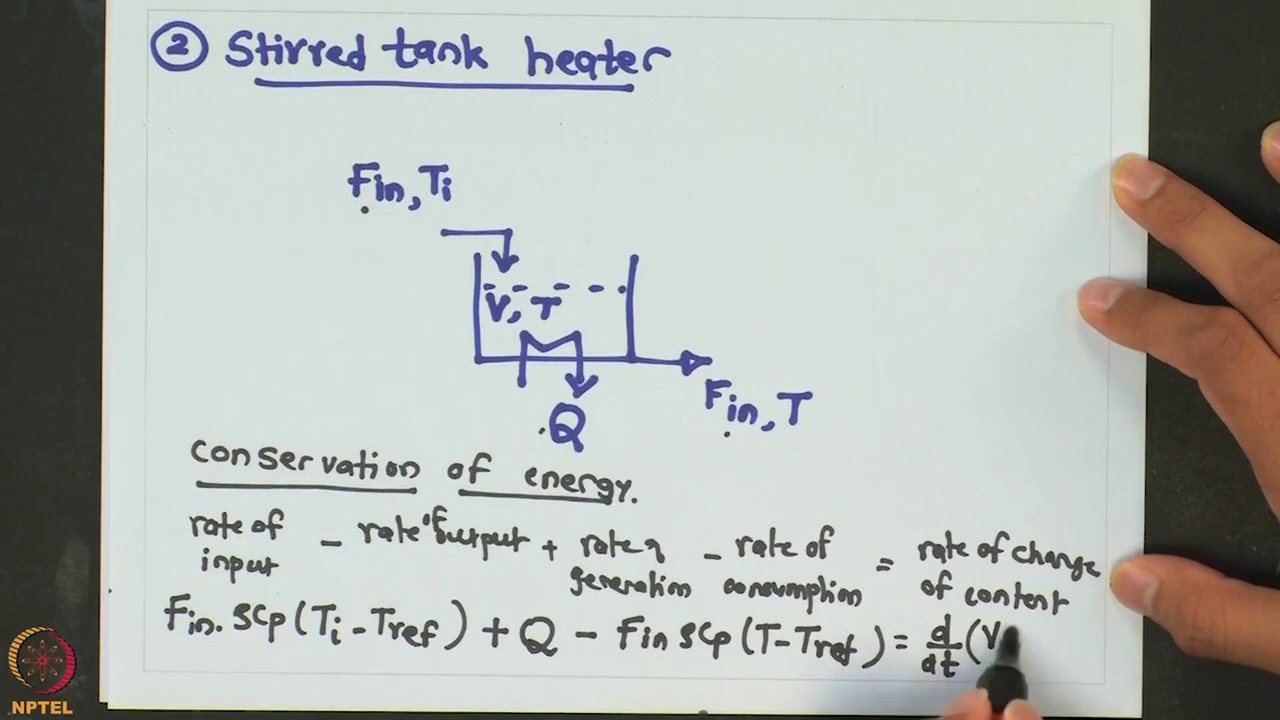 ② Stirred tank heater
Fin, Ti
V, T
Fin, T
Q
conservation of energy.
rate of input - rate of output + rate of generation - rate of consumption = rate of change of content
Fin. ρCp (Ti - Tref) + Q - Fin ρCp (T - Tref) = d/dt (V
NPTEL